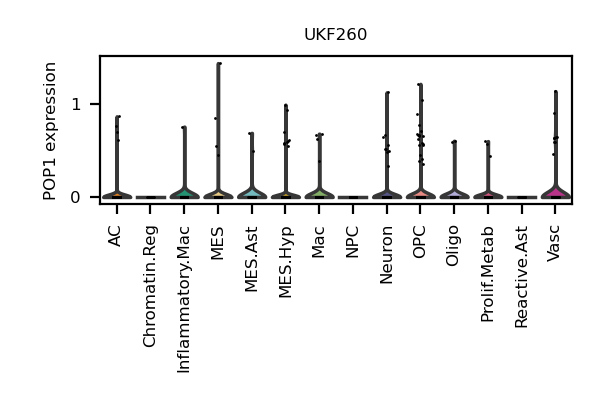 UKF260
POP1 expression
1
0
AC
Chromatin.Reg
Inflammatory.Mac
MES
MES.Ast
MES.Hyp
Mac
NPC
Neuron
OPC
Oligo
Prolif.Metab
Reactive.Ast
Vasc